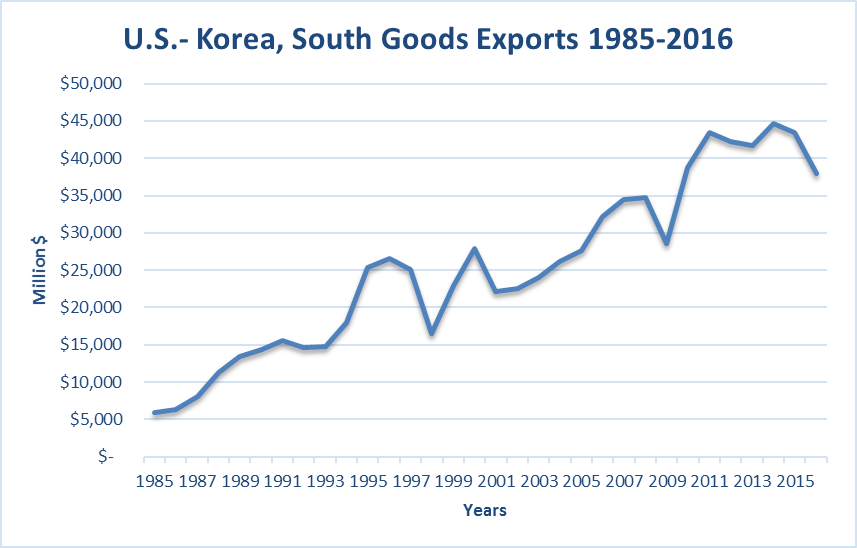 U.S.- Korea, South Goods Exports 1985-2016
$50,000
$45,000
$40,000
$35,000
$30,000
$25,000
$20,000
$15,000
$10,000
$5,000
$-
Million $
1985 1987 1989 1991 1993 1995 1997 1999 2001 2003 2005 2007 2009 2011 2013 2015
Years